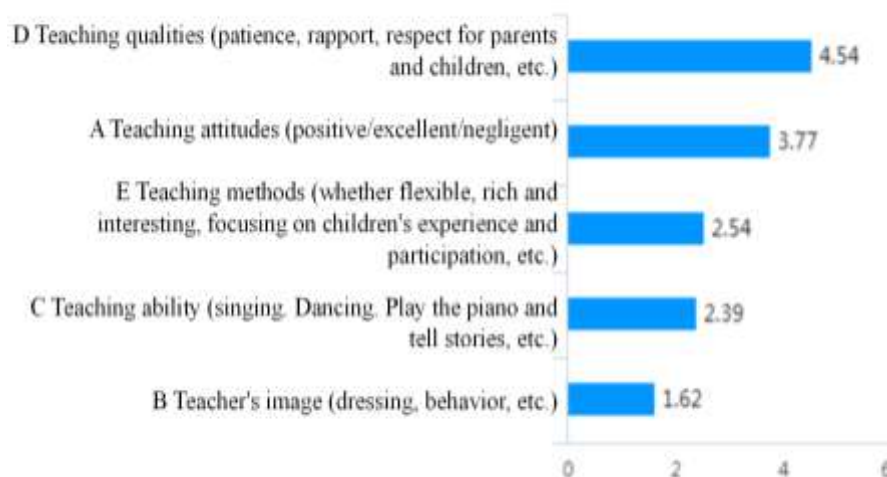 D Teaching qualities (patience, rapport, respect for parents
and children, etc.)
4.54
A Teaching attitudes (positive/excellent/negligent)
3.77
E Teaching methods (whether flexible, rich and
interesting, focusing on children's experience and
participation, etc.)
2.54
C Teaching ability (singing. Dancing. Play the piano and
tell stories, etc.)
2.39
B Teacher's image (dressing, behavior, etc.)
1.62
0 2 4 6